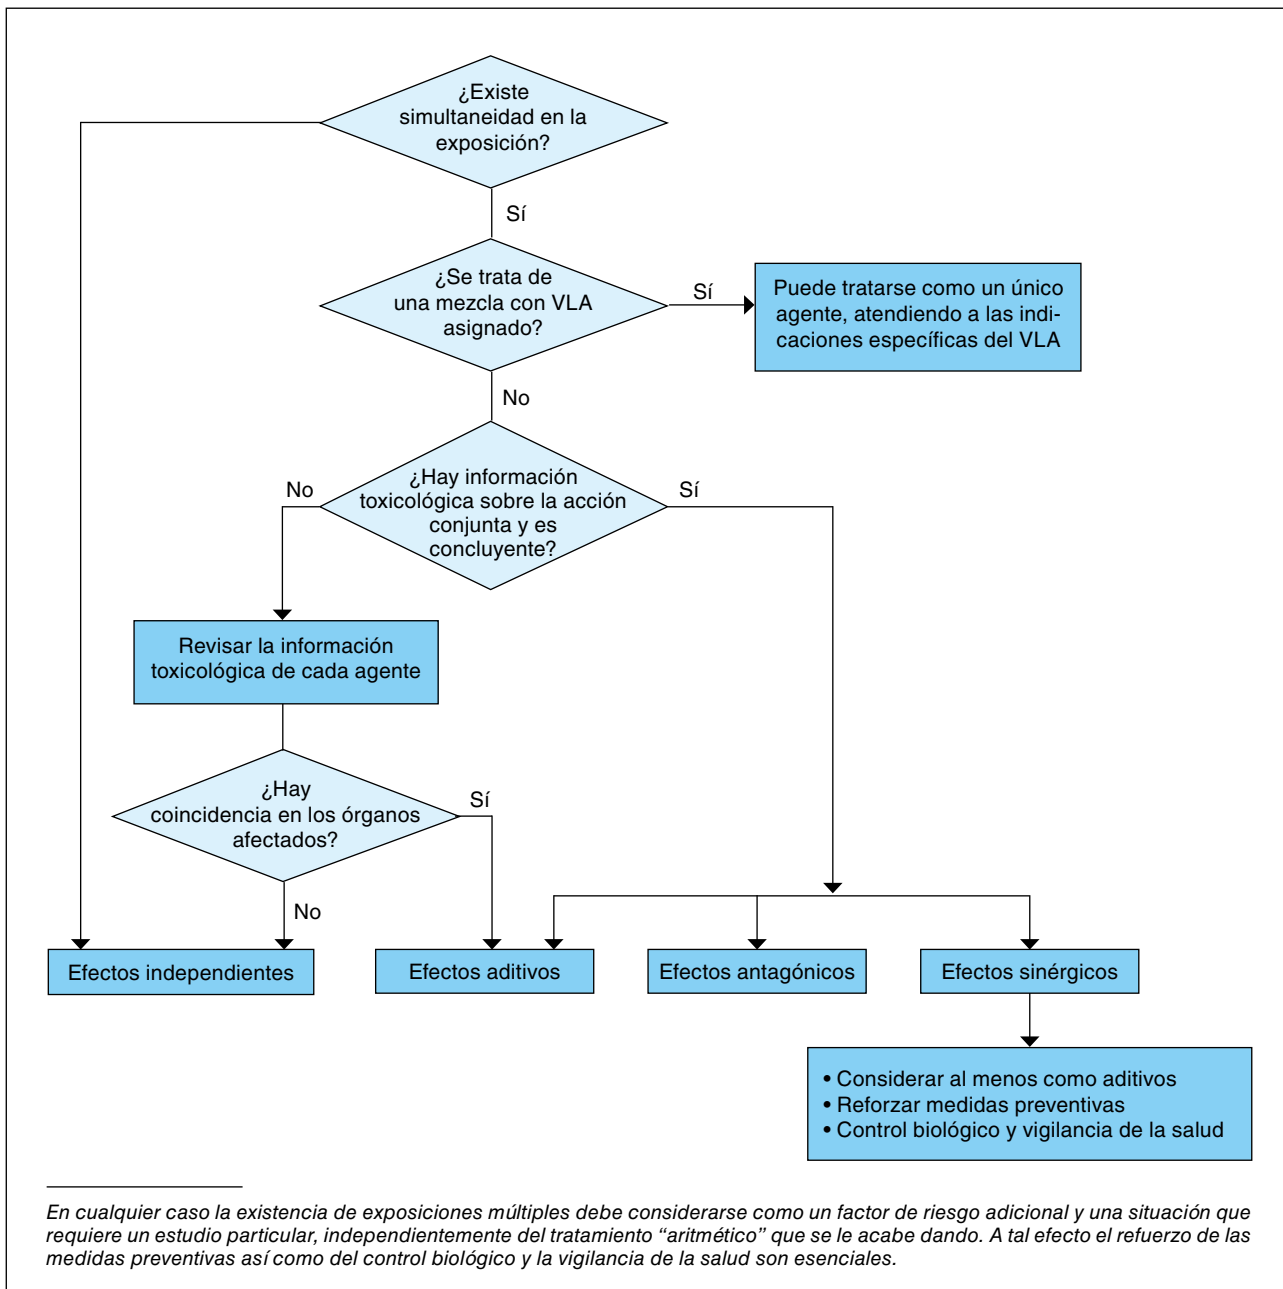 ¿Existe
simultaneidad en la
exposición?
Sí
¿Se trata de
una mezcla con VLA
asignado?
Sí
Puede tratarse como un único
agente, atendiendo a las indi-
caciones específicas del VLA
No
¿Hay información
toxicológica sobre la acción
conjunta y es
concluyente?
No
Sí
Revisar la información
toxicológica de cada agente
¿Hay
coincidencia en los órganos
afectados?
Sí
No
Efectos independientes
Efectos aditivos
Efectos antagónicos
Efectos sinérgicos
• Considerar al menos como aditivos
• Reforzar medidas preventivas
• Control biológico y vigilancia de la salud
En cualquier caso la existencia de exposiciones múltiples debe considerarse como un factor de riesgo adicional y una situación que
requiere un estudio particular, independientemente del tratamiento “aritmético” que se le acabe dando. A tal efecto el refuerzo de las
medidas preventivas así como del control biológico y la vigilancia de la salud son esenciales.